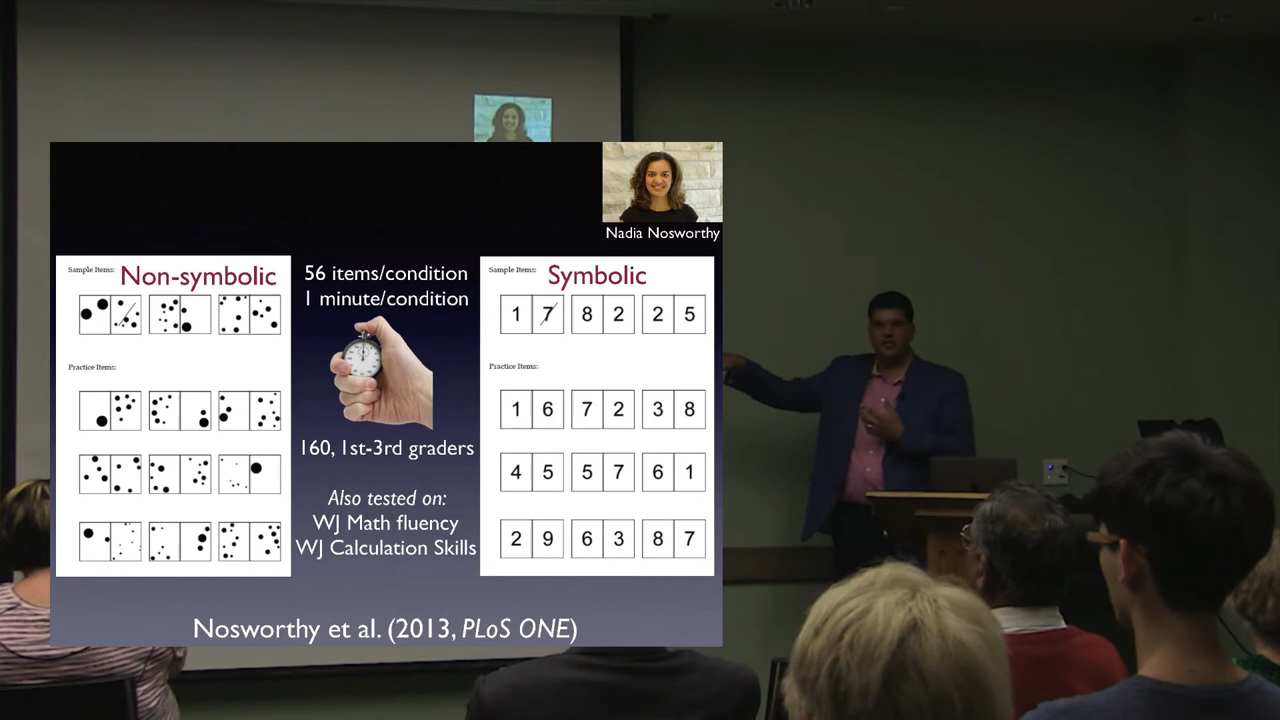 Nadia Nosworthy
Sample Items: Non-symbolic
Practice Items:
56 items/condition
1 minute/condition
160, 1st-3rd graders
Also tested on:
WJ Math fluency
WJ Calculation Skills
Sample Items: Symbolic
1 7 8 2 2 5
Practice Items:
1 6 7 2 3 8
4 5 5 7 6 1
2 9 6 3 8 7
Nosworthy et al. (2013, PLoS ONE)